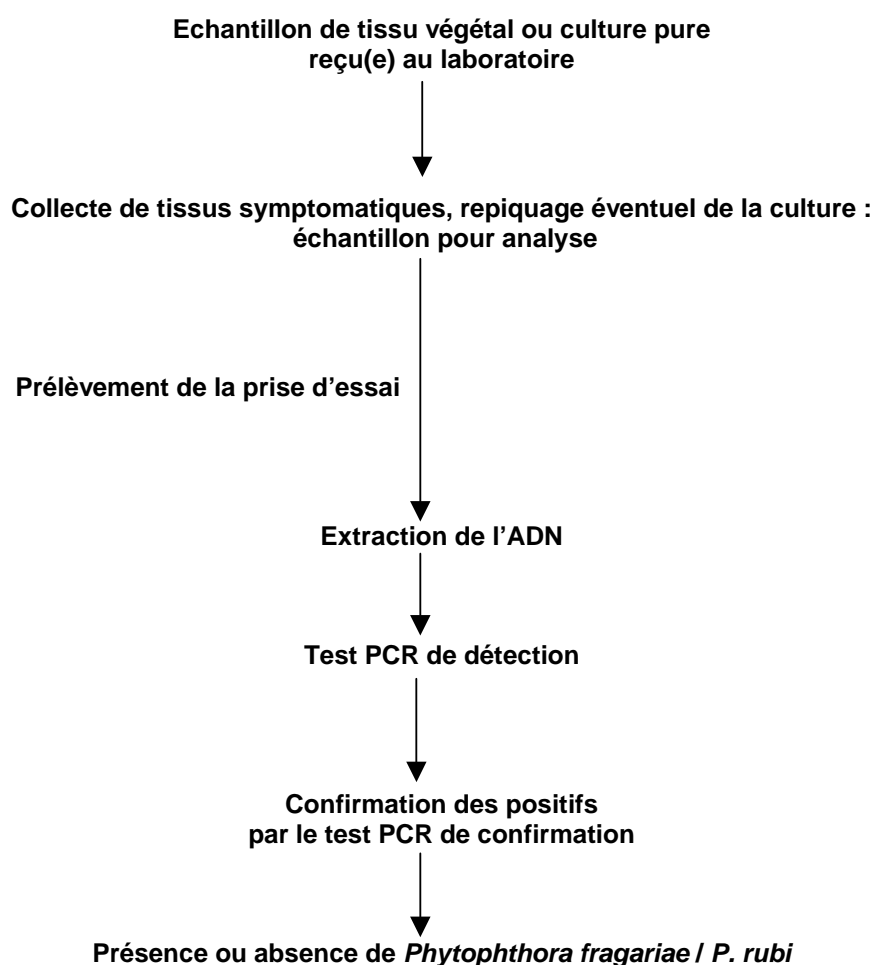 Echantillon de tissu végétal ou culture pure
reçu(e) au laboratoire
Collecte de tissus symptomatiques, repiquage éventuel de la culture :
échantillon pour analyse
Prélèvement de la prise d’essai
Extraction de l’ADN
Test PCR de détection
Confirmation des positifs
par le test PCR de confirmation
Présence ou absence de Phytophthora fragariae / P. rubi